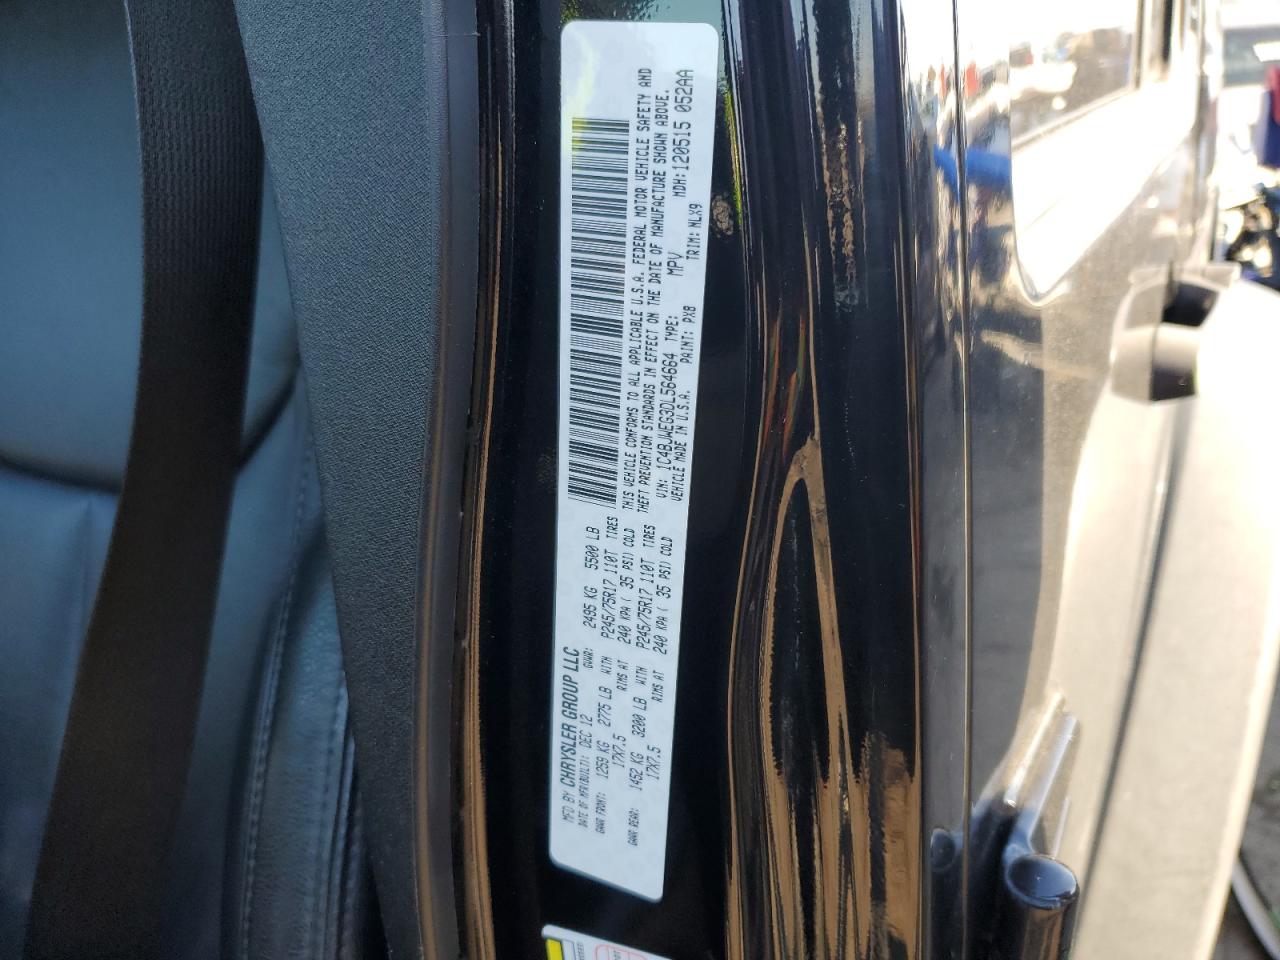 MFD BY CHRYSLER GROUP LLC
DATE OF MFR(BUILT): DEC 12 GVWR: 2495 KG 5500 LB
GAWR FRONT: 1259 KG 2775 LB WITH P245/75R17 110T TIRES
17X7.5 RIMS AT 240 KPA ( 35 PSI) COLD
GAWR REAR: 1452 KG 3200 LB WITH P245/75R17 110T TIRES
17X7.5 RIMS AT 240 KPA ( 35 PSI) COLD
THIS VEHICLE CONFORMS TO ALL APPLICABLE U.S.A. FEDERAL MOTOR VEHICLE SAFETY AND
THEFT PREVENTION STANDARDS IN EFFECT ON THE DATE OF MANUFACTURE SHOWN ABOVE.
VIN: 1C4BJWEG3DL564664 TYPE: MPV MDH: 120515 052AA
VEHICLE MADE IN U.S.A. PAINT: PX8 TRIM: NLX9